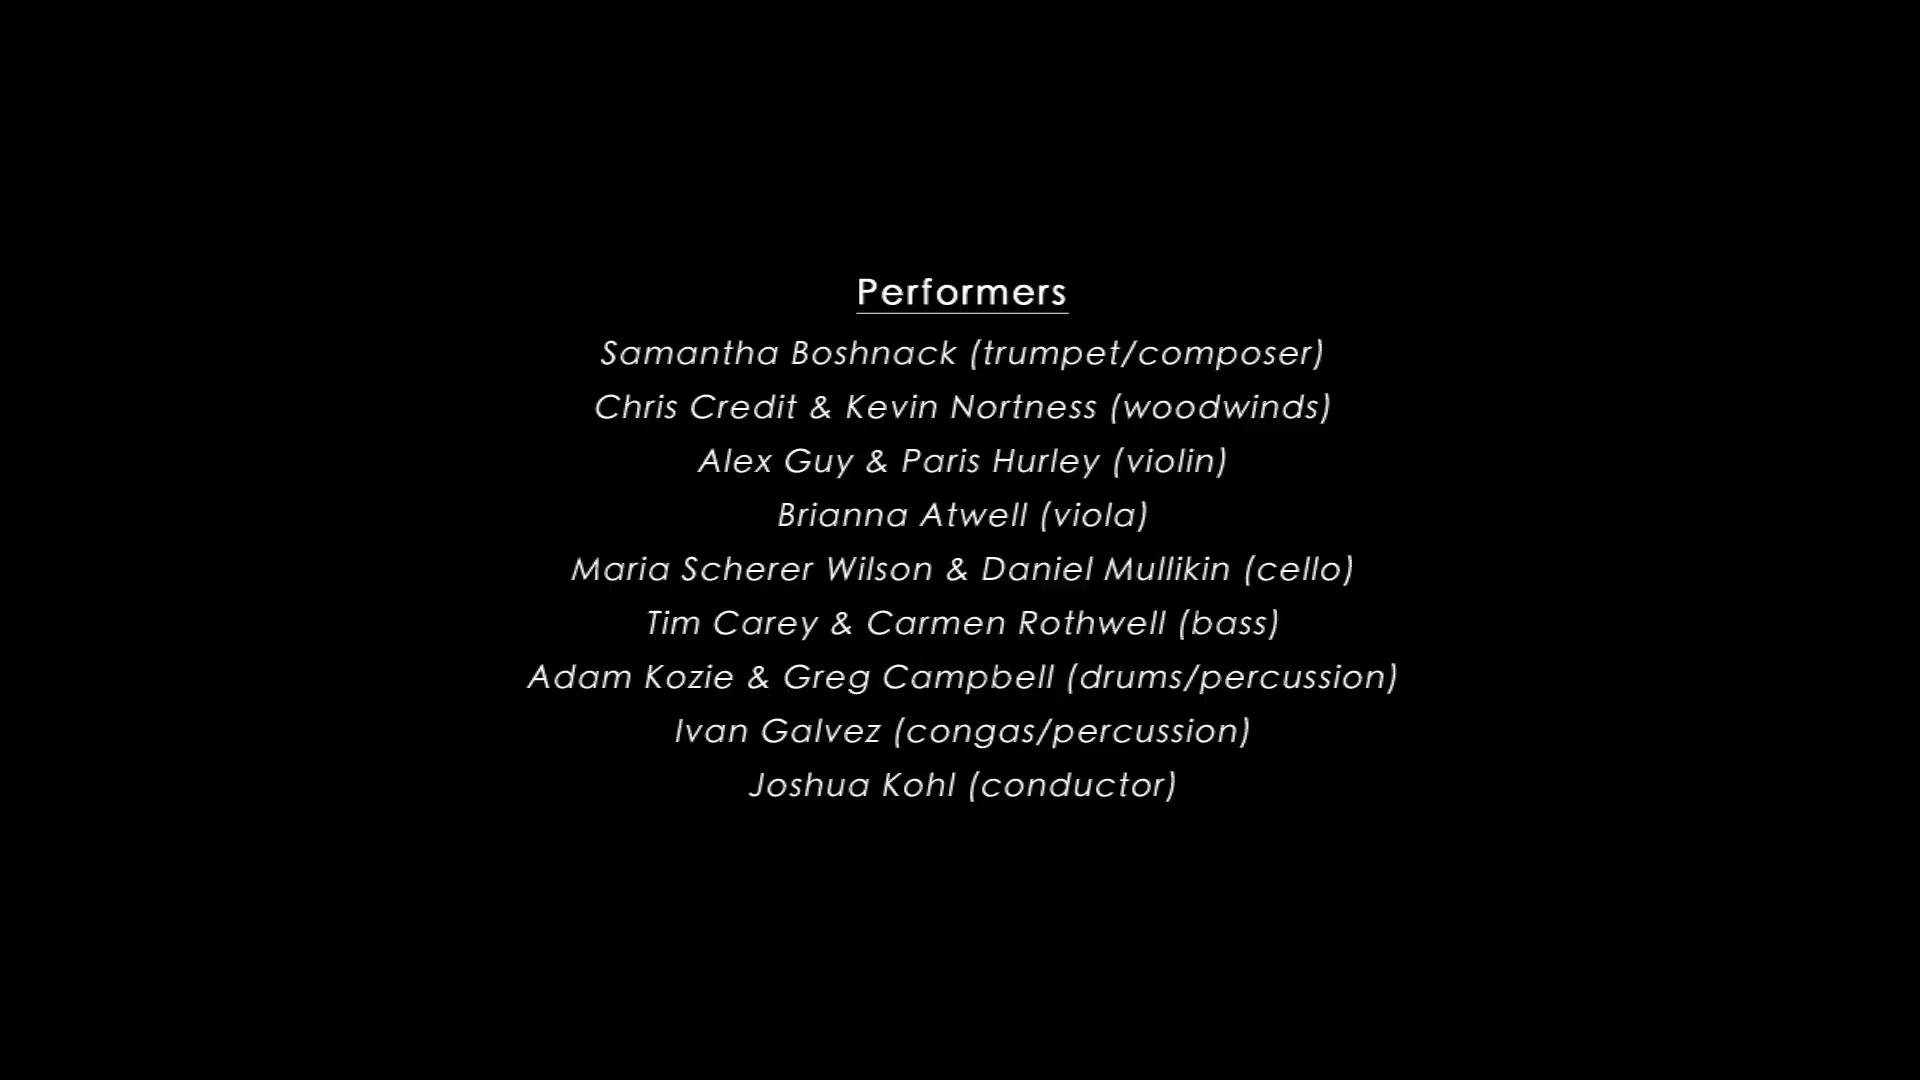 Performers
Samantha Boshnack (trumpet/composer)
Chris Credit & Kevin Nortness (woodwinds)
Alex Guy & Paris Hurley (violin)
Brianna Atwell (viola)
Maria Scherer Wilson & Daniel Mullikin (cello)
Tim Carey & Carmen Rothwell (bass)
Adam Kozie & Greg Campbell (drums/percussion)
Ivan Galvez (congas/percussion)
Joshua Kohl (conductor)